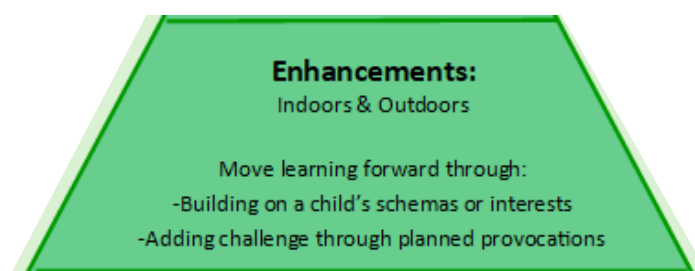 Enhancements:
Indoors & Outdoors
Move learning forward through:
-Building on a child’s schemas or interests
-Adding challenge through planned provocations